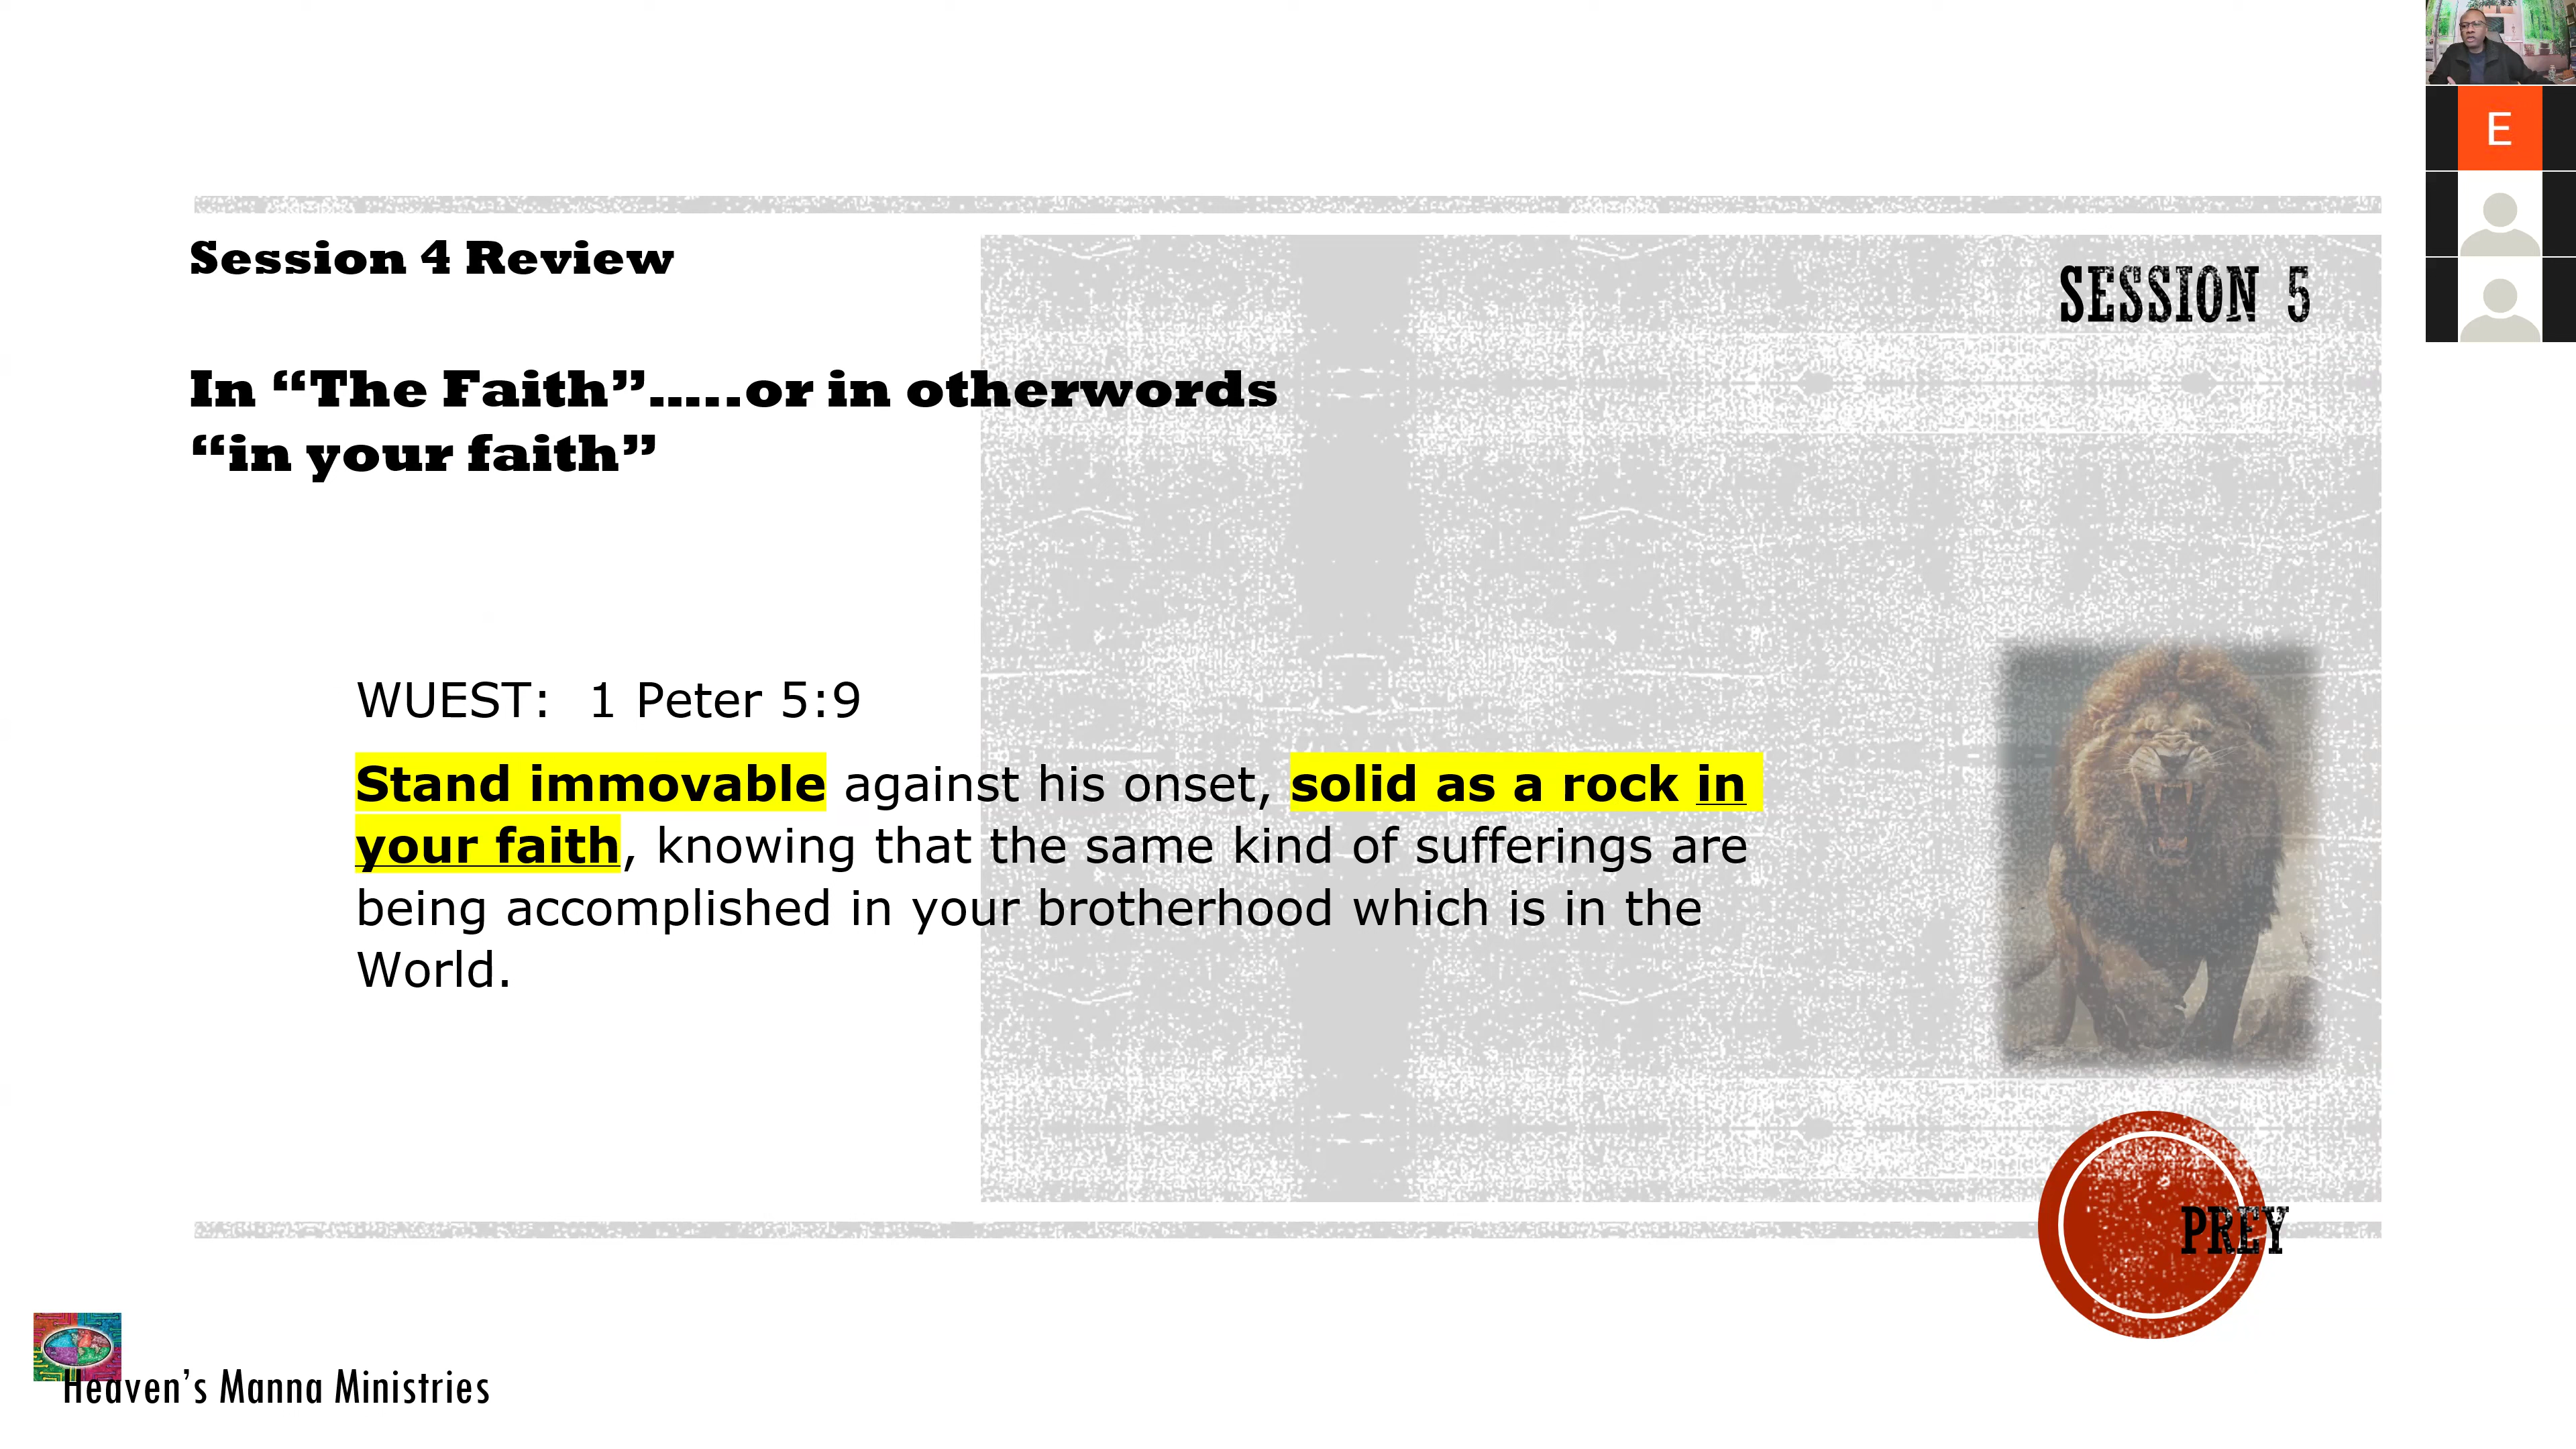 Session 4 Review
SESSION 5
In “The Faith”.....or in otherwords
“in your faith”
WUEST:  1 Peter 5:9
Stand immovable against his onset, solid as a rock in
your faith, knowing that the same kind of sufferings are
being accomplished in your brotherhood which is in the
World.
PREY
Heaven’s Manna Ministries
E